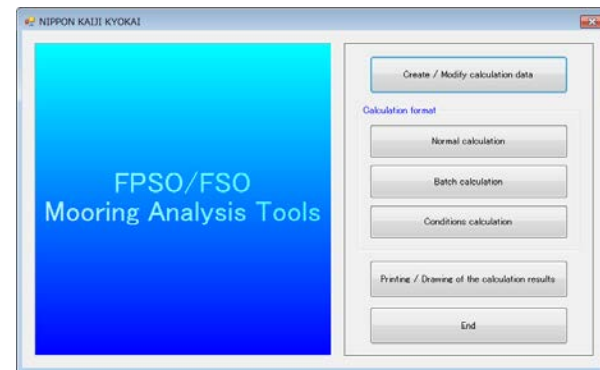 NIPPON KAIJI KYOKAI
FPSO/FSO
Mooring Analysis Tools
Create / Modify calculation data
Calculation format
Normal calculation
Batch calculation
Conditions calculation
Printing / Drawing of the calculation results
End